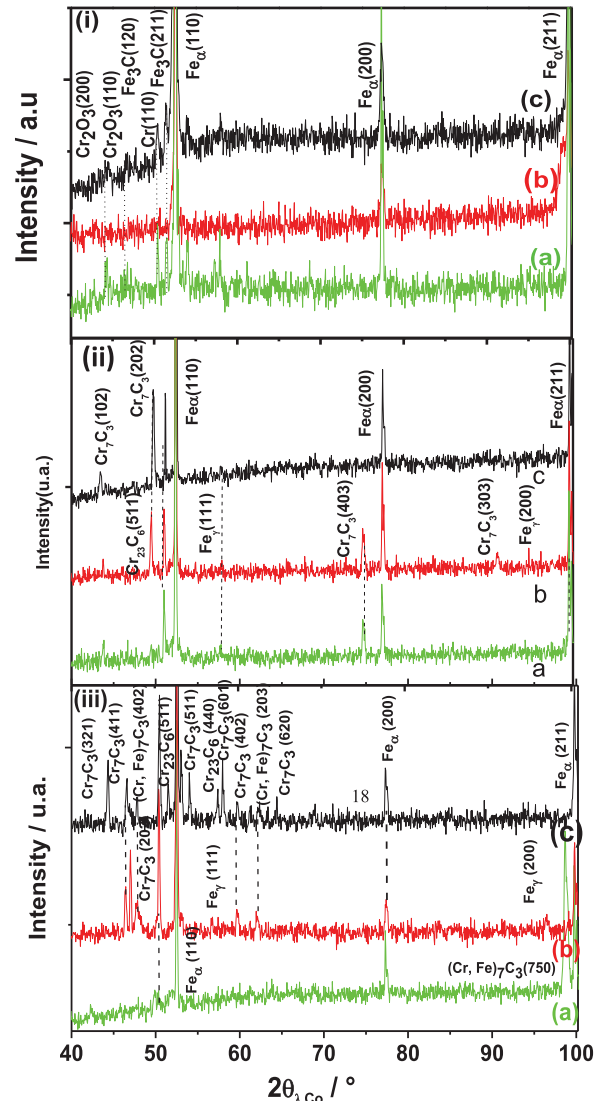 (i)
Intensity / a.u
Cr₂O₃(200)
Cr₂O₃(110)
Fe₃C(120)
Cr(110)
Fe₃C(211)
Feα(110)
Feα(200)
Feα(211)
(c)
(b)
(a)
(ii)
Intensity(u.a.)
Cr₇C₃(102)
Cr₇C₃(202)
Cr₂₃C₆(511)
Feα(110)
Feγ(111)
Feα(200)
Cr₇C₃(403)
Cr₇C₃(303)
Feγ(200)
Feα(211)
c
b
a
(iii)
Intensity / u.a.
Cr₇C₃(321)
Cr₇C₃(411)
(Cr, Fe)₇C₃(402)
Cr₇C₃
Cr₂₃C₆(511)
Cr₇C₃(511)
Cr₂₃C₆ (440)
Cr₇C₃(601)
Cr₇C₃ (402)
(Cr, Fe)₇C₃ (203)
Cr₇C₃ (620)
18
Feα (200)
Feα (211)
Feγ (111)
Feγ (200)
Feα (110)
(Cr, Fe)₇C₃(750)
(c)
(b)
(a)
40 50 60 70 80 90 100
2θλ Co / °